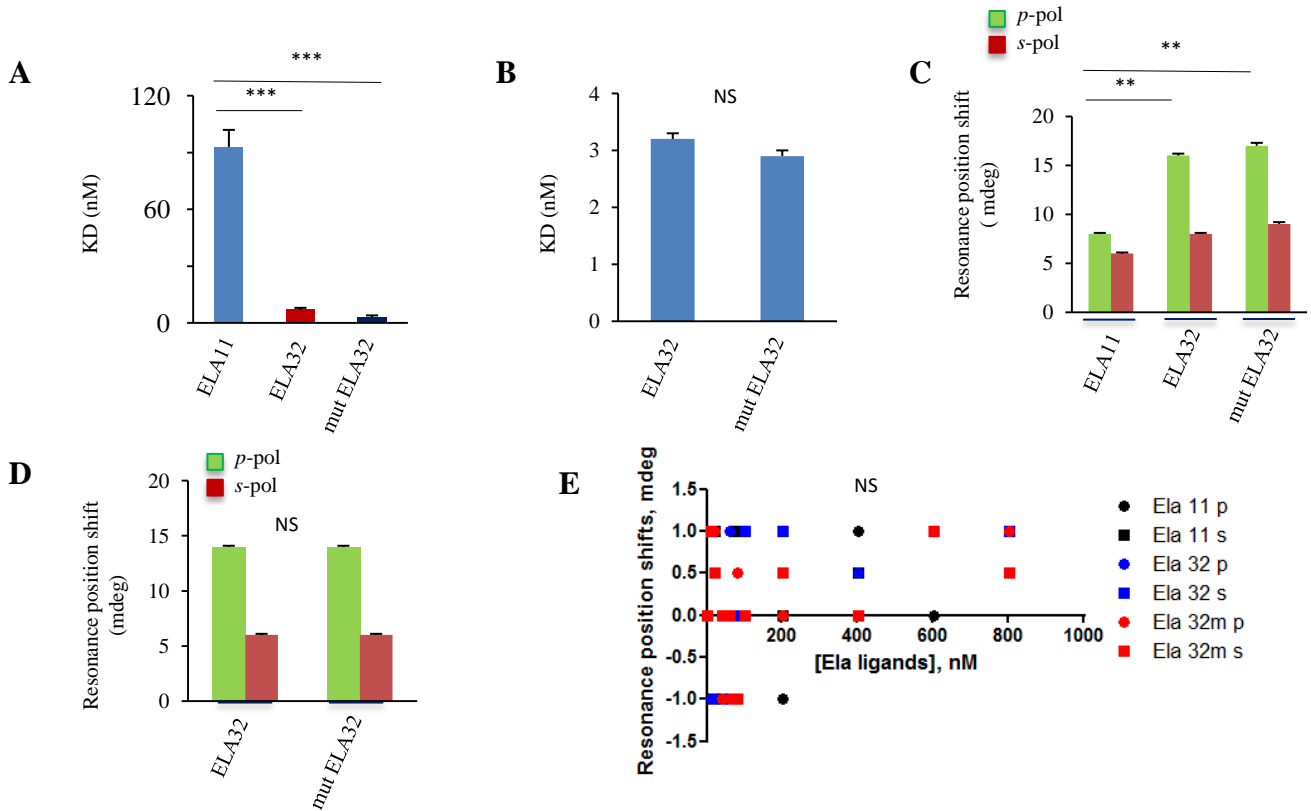 A
***
***
120
60
0
KD (nM)
ELA11
ELA32
mut ELA32
B
NS
4
3
2
1
0
KD (nM)
ELA32
mut ELA32
p-pol
s-pol
C
**
**
20
15
10
5
0
Resonance position shift
( mdeg)
ELA11
ELA32
mut ELA32
D
p-pol
s-pol
NS
20
15
10
5
0
Resonance position shift
(mdeg)
ELA32
mut ELA32
E
NS
1.5
1.0
0.5
0.0
-0.5
-1.0
-1.5
Resonance position shifts, mdeg
200
400
600
800
1000
[Ela ligands], nM
Ela 11 p
Ela 11 s
Ela 32 p
Ela 32 s
Ela 32m p
Ela 32m s